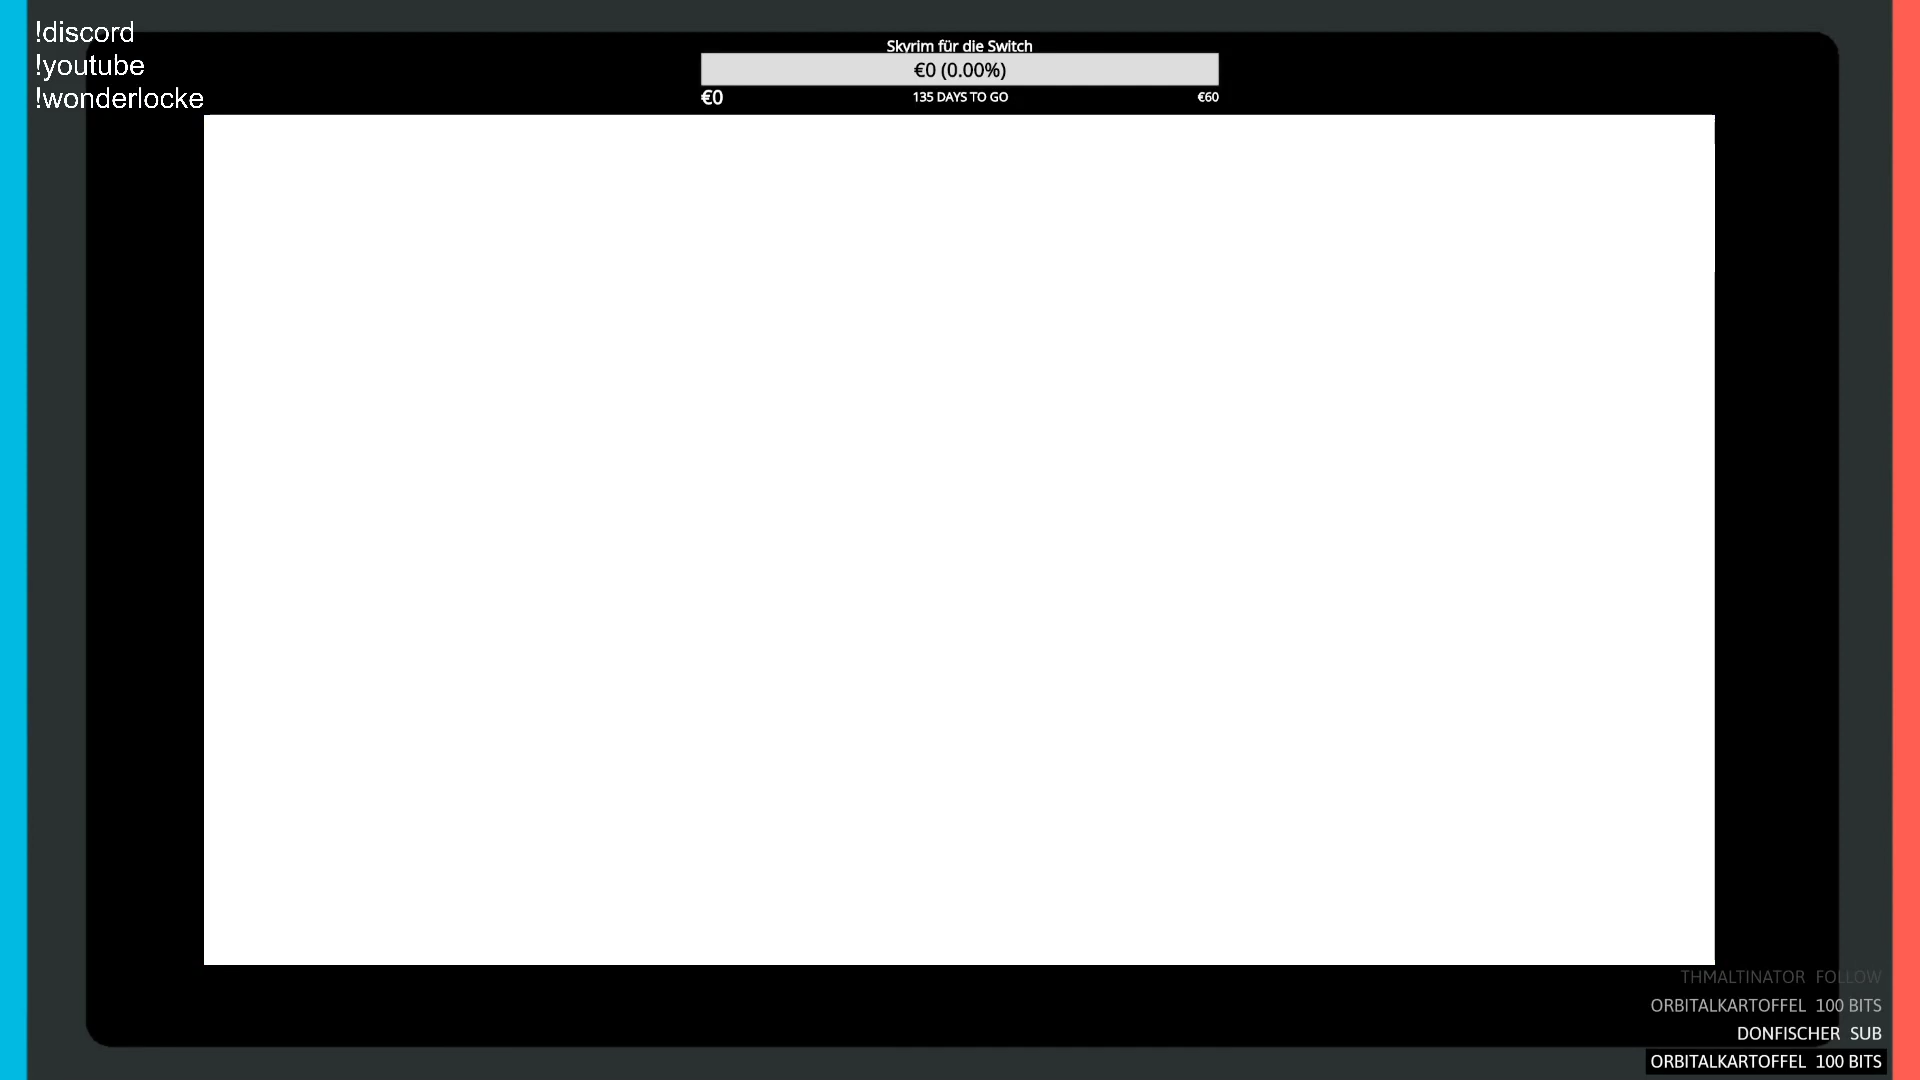 !discord
!youtube
!wonderlocke
Skyrim für die Switch
€0 (0.00%)
€0 135 DAYS TO GO €60
THMALTINATOR FOLLOW
ORBITALKARTOFFEL 100 BITS
DONFISCHER SUB
ORBITALKARTOFFEL 100 BITS